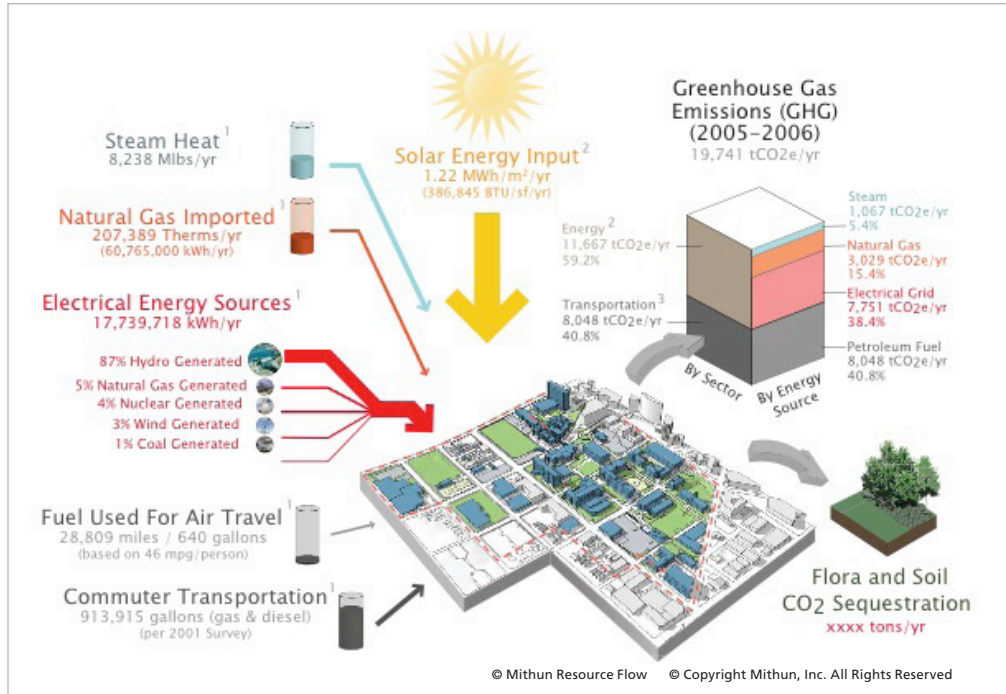 Steam Heat 1
8,238 Mlbs/yr
Natural Gas Imported 1
207,389 Therms/yr
(60,765,000 kWh/yr)
Electrical Energy Sources 1
17,739,718 kWh/yr
87% Hydro Generated
5% Natural Gas Generated
4% Nuclear Generated
3% Wind Generated
1% Coal Generated
Fuel Used For Air Travel 1
28,809 miles / 640 gallons
(based on 46 mpg/person)
Commuter Transportation 1
913,915 gallons (gas & diesel)
(per 2001 Survey)
Solar Energy Input 2
1.22 MWh/m²/yr
(386,845 BTU/sf/yr)
Greenhouse Gas
Emissions (GHG)
(2005-2006)
19,741 tCO2e/yr
Energy 2
11,667 tCO2e/yr
59.2%
Transportation 3
8,048 tCO2e/yr
40.8%
Steam
1,067 tCO2e/yr
5.4%
Natural Gas
3,029 tCO2e/yr
15.4%
Electrical Grid
7,751 tCO2e/yr
38.4%
Petroleum Fuel
8,048 tCO2e/yr
40.8%
By Sector
By Energy
Source
Flora and Soil
CO2 Sequestration
xxxx tons/yr
© Mithun Resource Flow © Copyright Mithun, Inc. All Rights Reserved